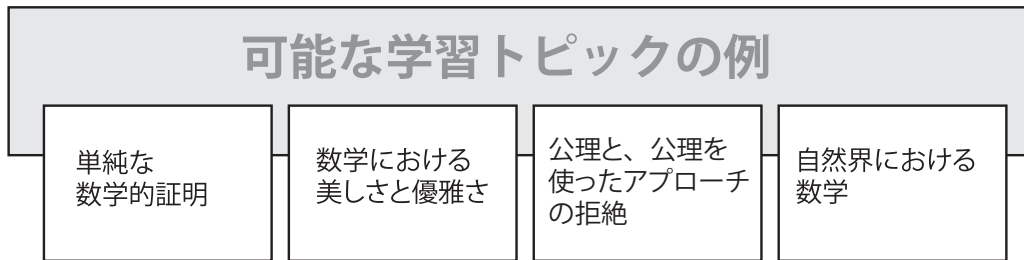 可能な学習トピックの例
単純な
数学的証明
数学における
美しさと優雅さ
公理と、公理を
使ったアプローチ
の拒絶
自然界における
数学